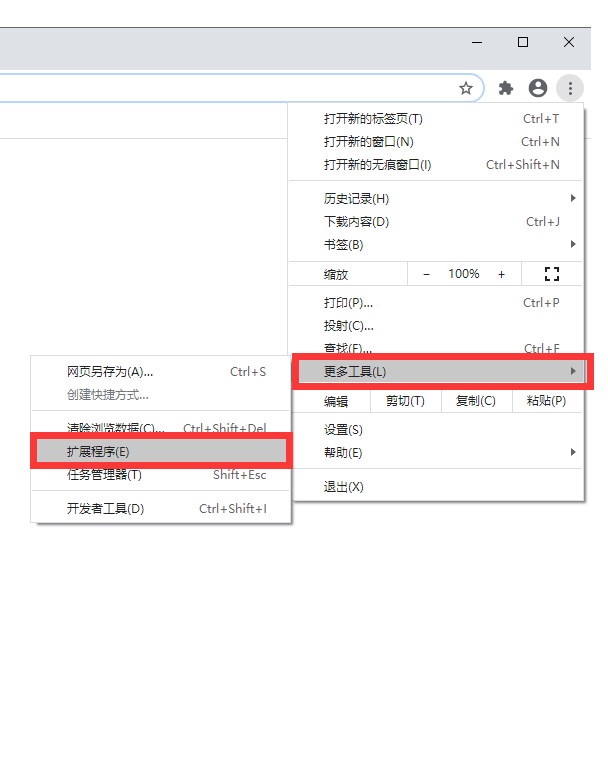 打开新的标签页(T) Ctrl+T
打开新的窗口(N) Ctrl+N
打开新的无痕窗口(I) Ctrl+Shift+N
历史记录(H)
下载内容(D) Ctrl+J
书签(B)
缩放 − 100% +
打印(P)... Ctrl+P
投射(C)...
查找(F)... Ctrl+F
更多工具(L)
编辑 剪切(T) 复制(C) 粘贴(P)
设置(S)
帮助(E)
退出(X)
网页另存为(A)... Ctrl+S
创建快捷方式...
清除浏览数据(C)... Ctrl+Shift+Del
扩展程序(E)
任务管理器(T) Shift+Esc
开发者工具(D) Ctrl+Shift+I